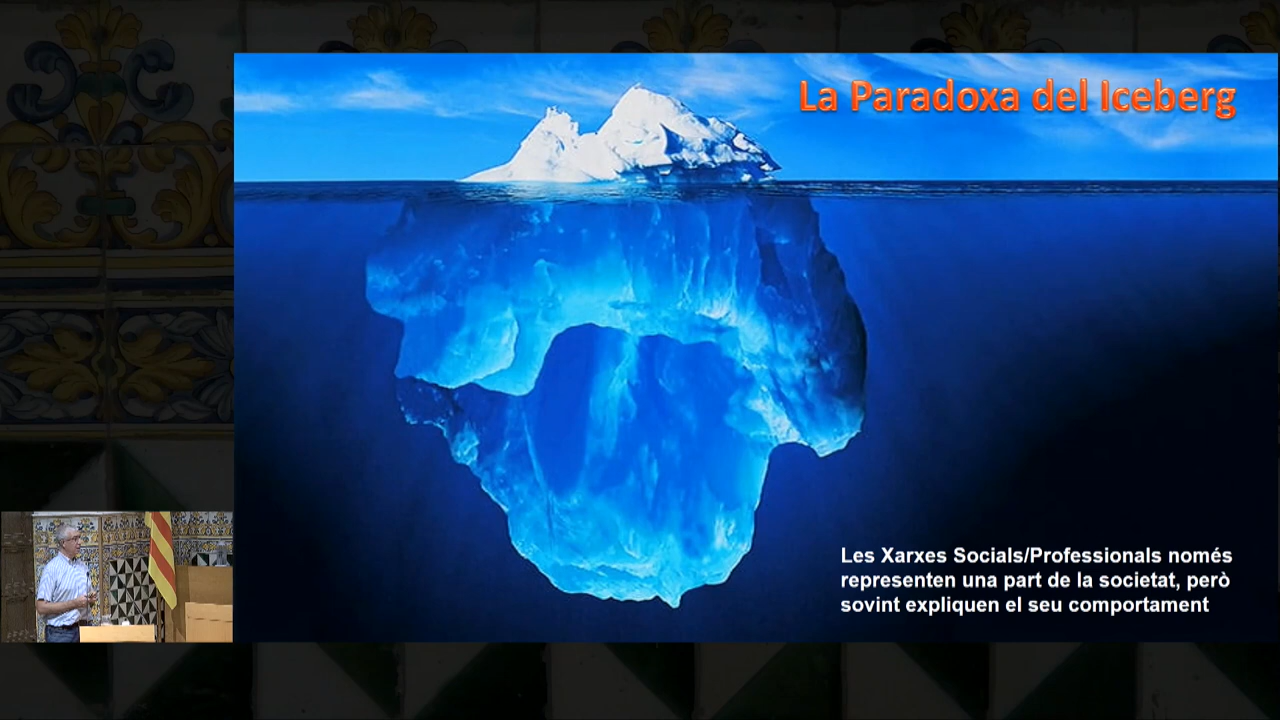 La Paradoxa del Iceberg
Les Xarxes Socials/Professionals només
representen una part de la societat, però
sovint expliquen el seu comportament